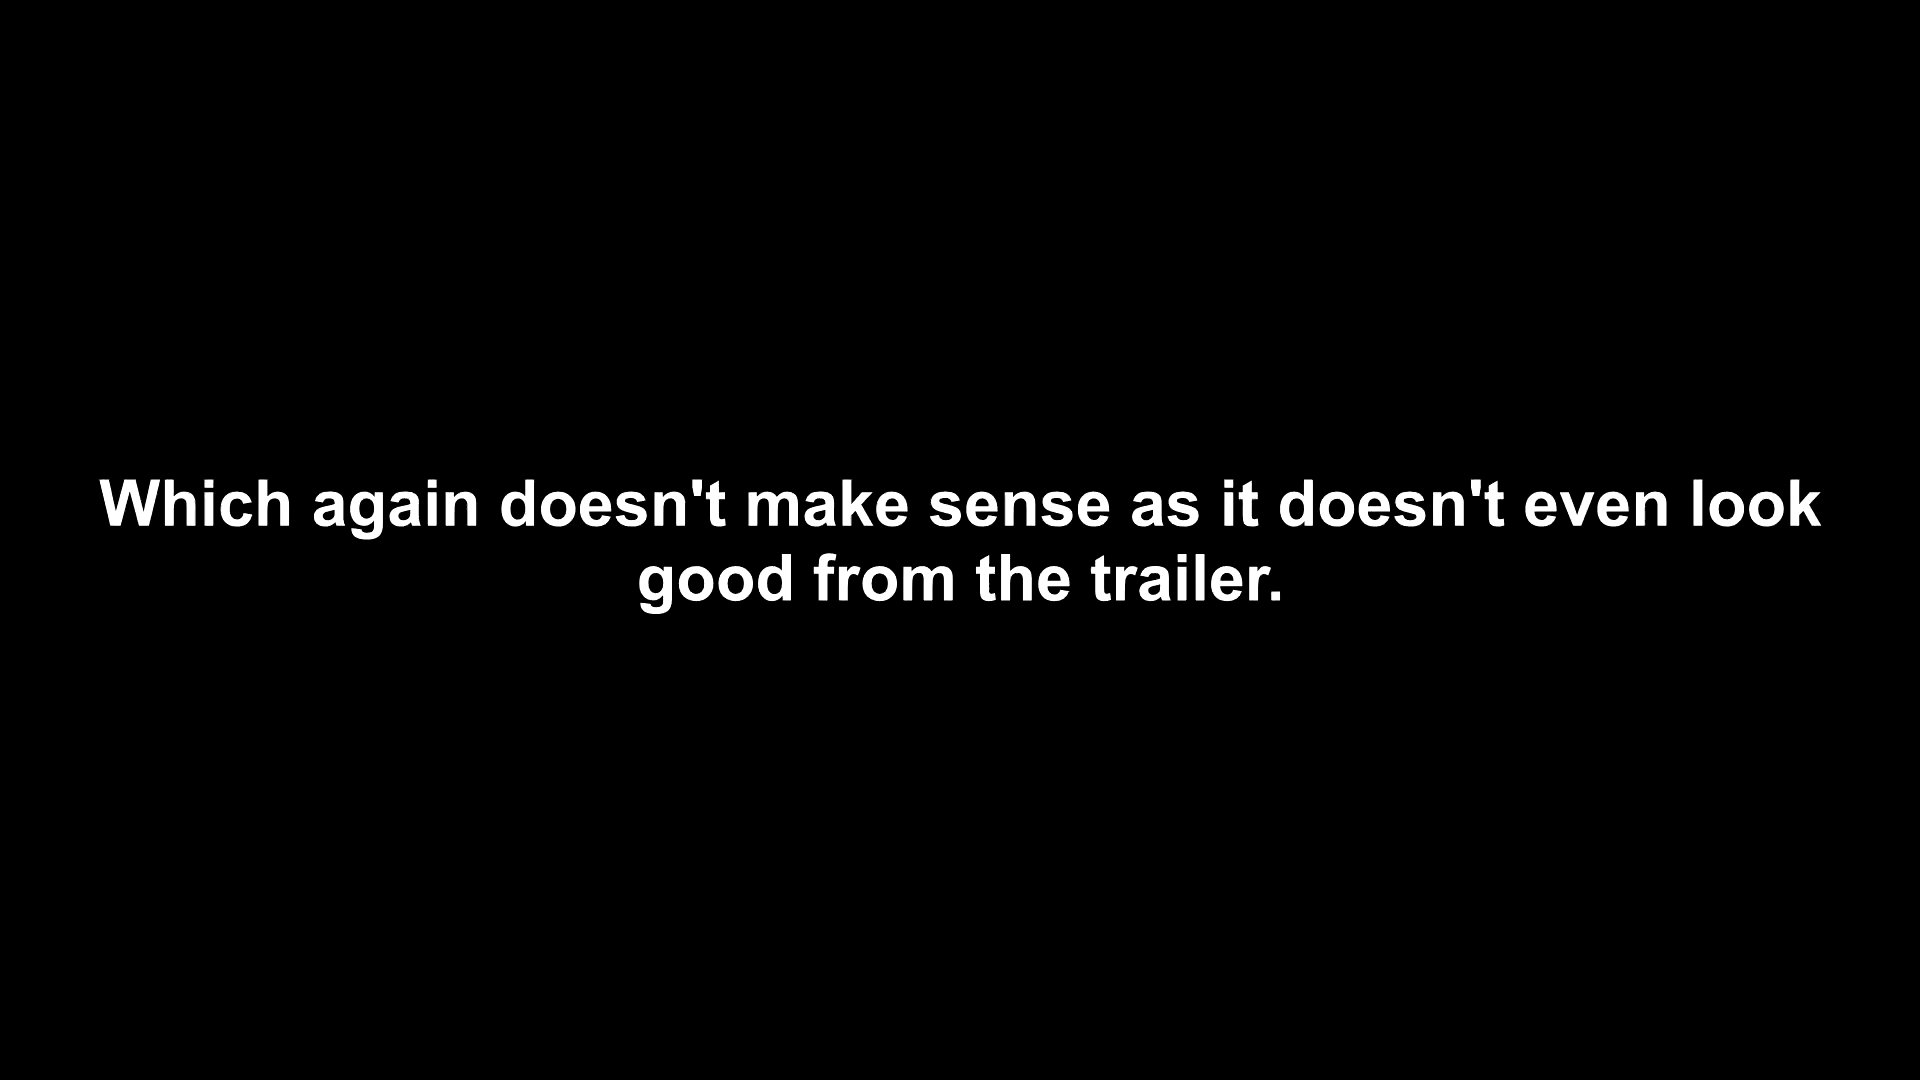 Which again doesn't make sense as it doesn't even look
good from the trailer.